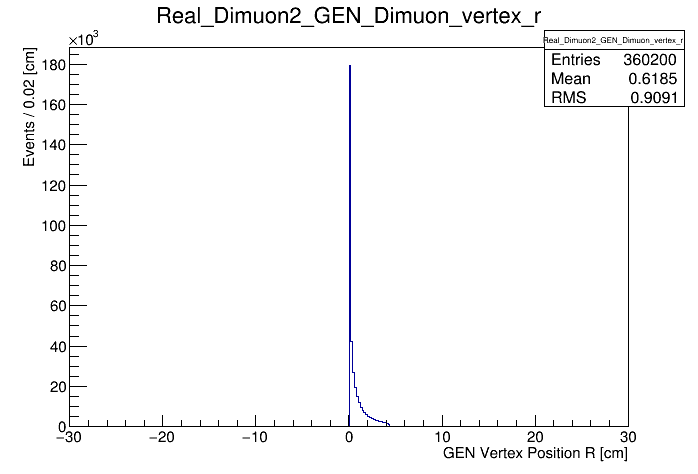 Real_Dimuon2_GEN_Dimuon_vertex_r
×10³
Real_Dimuon2_GEN_Dimuon_vertex_r
Entries 360200
Mean 0.6185
RMS 0.9091
Events / 0.02 [cm]
180
160
140
120
100
80
60
40
20
0
−30 −20 −10 0 10 20 30
GEN Vertex Position R [cm]